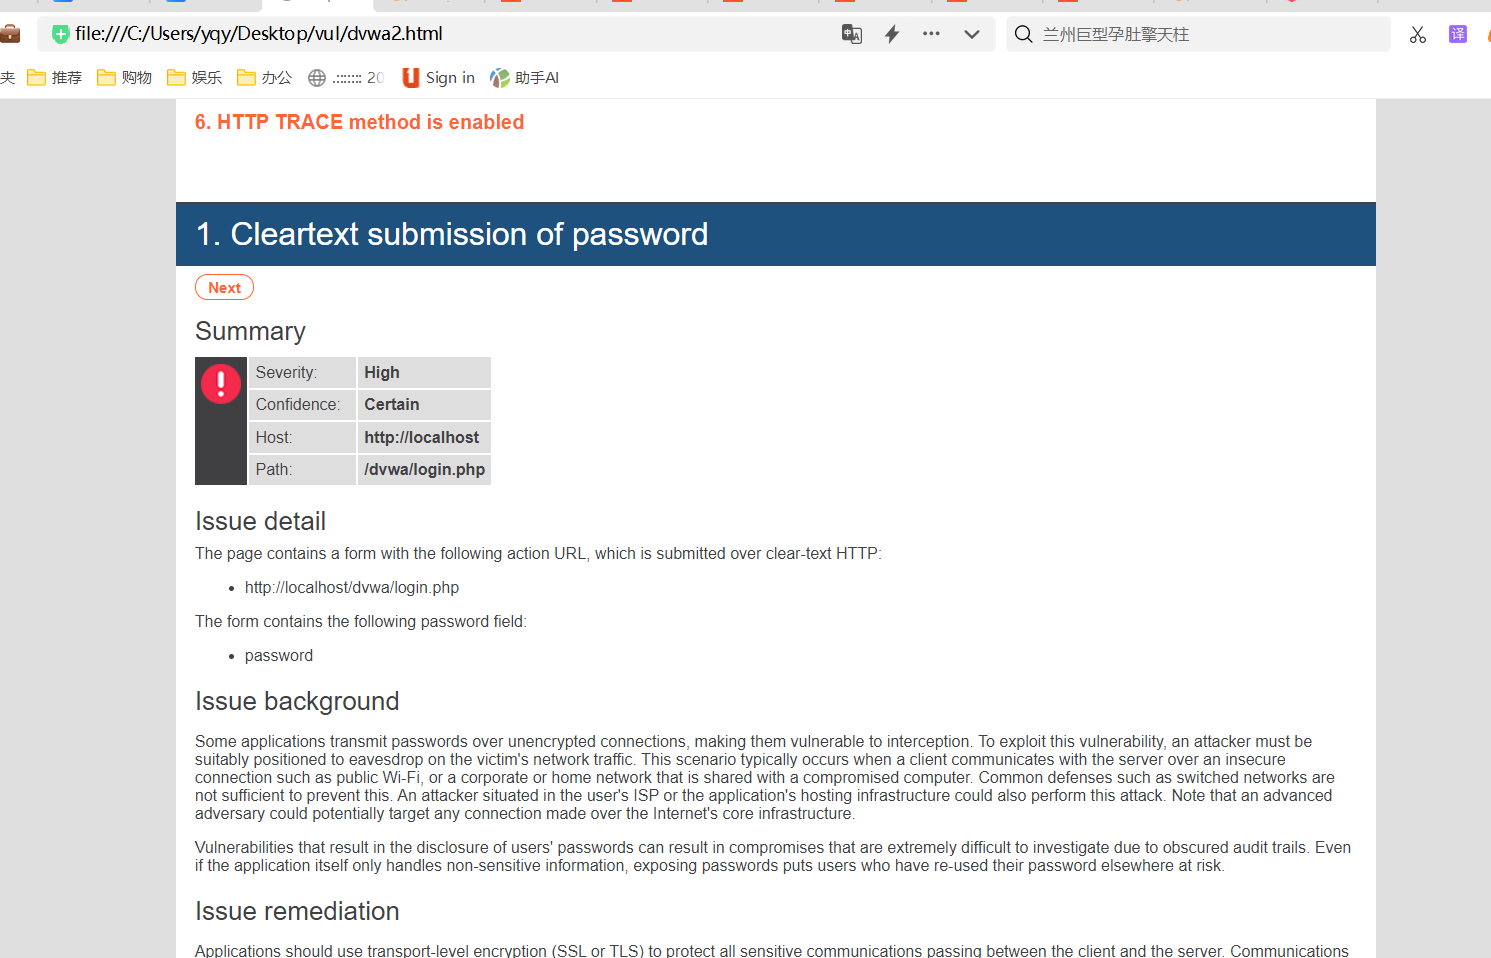 file:///C:/Users/yqy/Desktop/vul/dvwa2.html
兰州巨型孕肚擎天柱
译
夹 推荐 购物 娱乐 办公 .::::::: 20 Sign in 助手AI
6. HTTP TRACE method is enabled
1. Cleartext submission of password
Next
Summary
Severity: High
Confidence: Certain
Host: http://localhost
Path: /dvwa/login.php
Issue detail
The page contains a form with the following action URL, which is submitted over clear-text HTTP:
• http://localhost/dvwa/login.php
The form contains the following password field:
• password
Issue background
Some applications transmit passwords over unencrypted connections, making them vulnerable to interception. To exploit this vulnerability, an attacker must be
suitably positioned to eavesdrop on the victim's network traffic. This scenario typically occurs when a client communicates with the server over an insecure
connection such as public Wi-Fi, or a corporate or home network that is shared with a compromised computer. Common defenses such as switched networks are
not sufficient to prevent this. An attacker situated in the user's ISP or the application's hosting infrastructure could also perform this attack. Note that an advanced
adversary could potentially target any connection made over the Internet's core infrastructure.
Vulnerabilities that result in the disclosure of users' passwords can result in compromises that are extremely difficult to investigate due to obscured audit trails. Even
if the application itself only handles non-sensitive information, exposing passwords puts users who have re-used their password elsewhere at risk.
Issue remediation
Applications should use transport-level encryption (SSL or TLS) to protect all sensitive communications passing between the client and the server. Communications